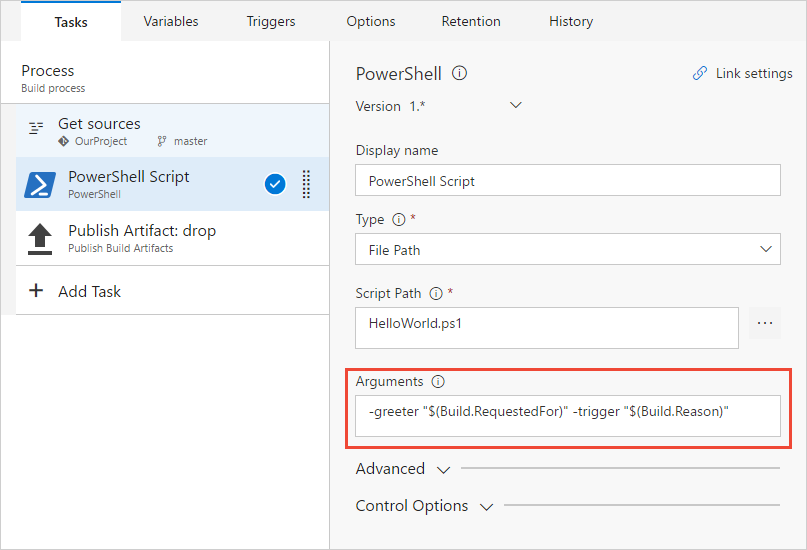 Tasks Variables Triggers Options Retention History
Process
Build process
Get sources
OurProject master
PowerShell Script
PowerShell
Publish Artifact: drop
Publish Build Artifacts
+ Add Task
PowerShell
Link settings
Version 1.*
Display name
PowerShell Script
Type *
File Path
Script Path *
HelloWorld.ps1
...
Arguments
-greeter "$(Build.RequestedFor)" -trigger "$(Build.Reason)"
Advanced
Control Options